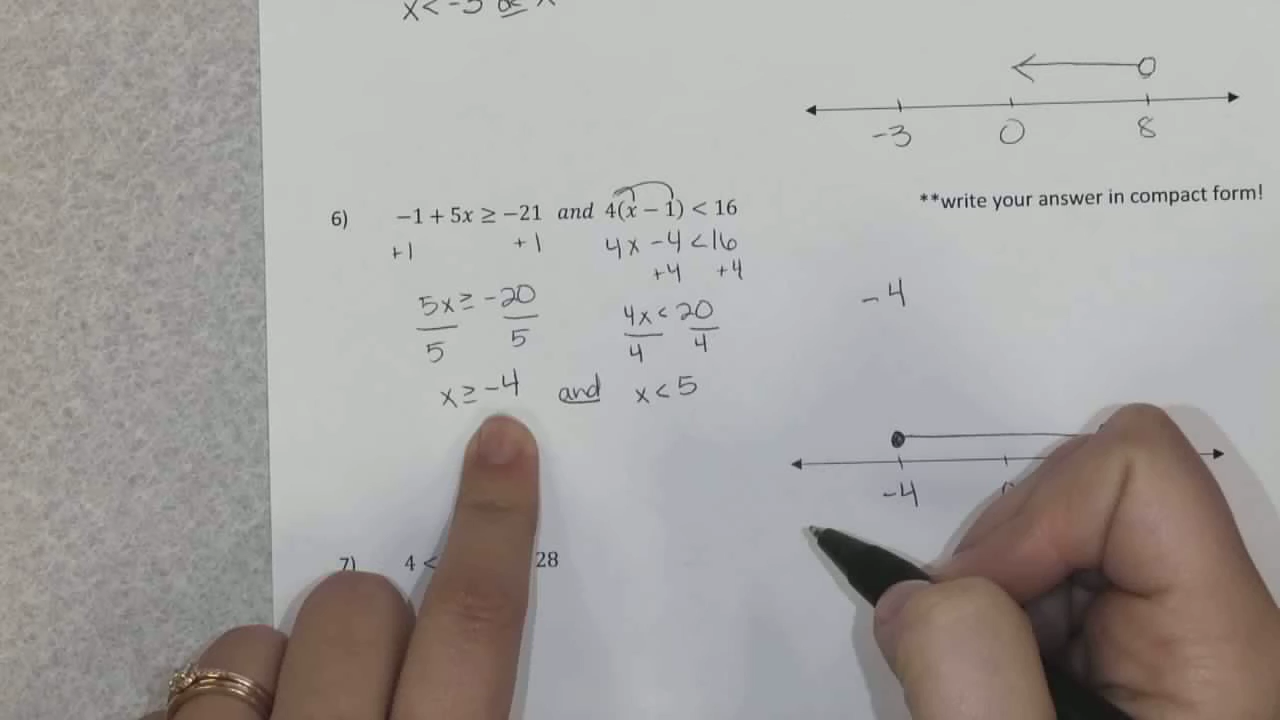 x < -3 or x
-3 0 8
**write your answer in compact form!
6) −1 + 5x ≥ −21 and 4(x − 1) < 16
+1 +1 4x -4 < 16
+4 +4
5x ≥ -20 4x < 20
5 5 4 4
-4
x ≥ -4 and x < 5
-4
7) 4 < 28